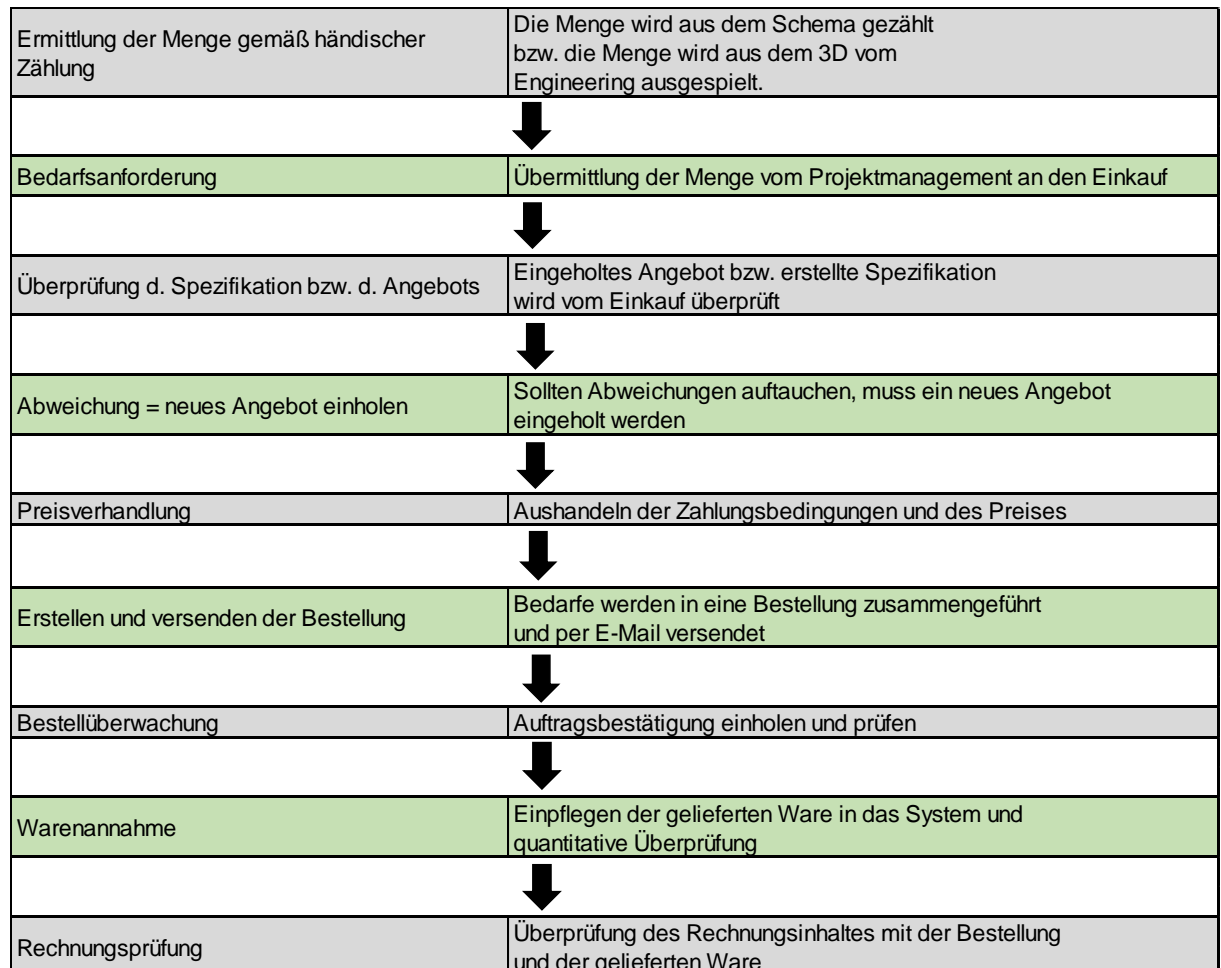 Ermittlung der Menge gemäß händischer
Zählung
Die Menge wird aus dem Schema gezählt
bzw. die Menge wird aus dem 3D vom
Engineering ausgespielt.
Bedarfsanforderung
Übermittlung der Menge vom Projektmanagement an den Einkauf
Überprüfung d. Spezifikation bzw. d. Angebots
Eingeholtes Angebot bzw. erstellte Spezifikation
wird vom Einkauf überprüft
Abweichung = neues Angebot einholen
Sollten Abweichungen auftauchen, muss ein neues Angebot
eingeholt werden
Preisverhandlung
Aushandeln der Zahlungsbedingungen und des Preises
Erstellen und versenden der Bestellung
Bedarfe werden in eine Bestellung zusammengeführt
und per E-Mail versendet
Bestellüberwachung
Auftragsbestätigung einholen und prüfen
Warenannahme
Einpflegen der gelieferten Ware in das System und
quantitative Überprüfung
Rechnungsprüfung
Überprüfung des Rechnungsinhaltes mit der Bestellung
und der gelieferten Ware